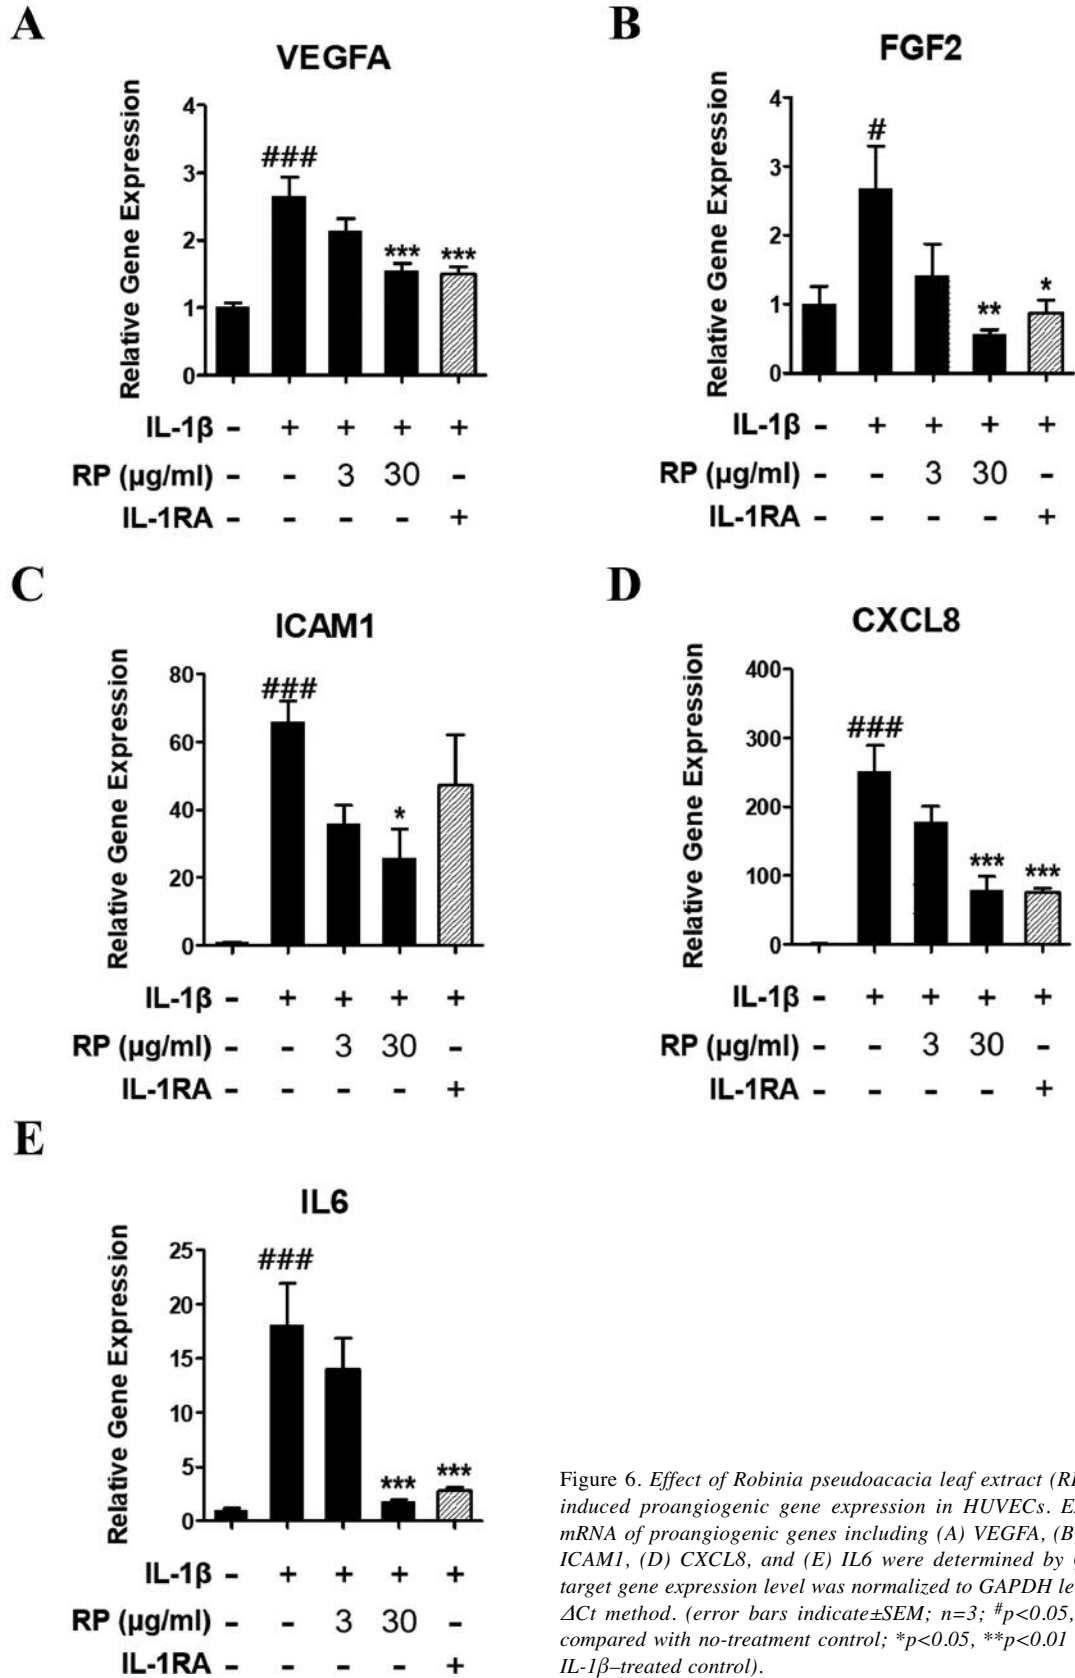 A
VEGFA
Relative Gene Expression
4
3
2
1
0
###
***
***
IL-1β - + + + +
RP (µg/ml) - - 3 30 -
IL-1RA - - - - +
B
FGF2
Relative Gene Expression
4
3
2
1
0
#
**
*
IL-1β - + + + +
RP (µg/ml) - - 3 30 -
IL-1RA - - - - +
C
ICAM1
Relative Gene Expression
80
60
40
20
0
###
*
IL-1β - + + + +
RP (µg/ml) - - 3 30 -
IL-1RA - - - - +
D
CXCL8
Relative Gene Expression
400
300
200
100
0
###
***
***
IL-1β - + + + +
RP (µg/ml) - - 3 30 -
IL-1RA - - - - +
E
IL6
Relative Gene Expression
25
20
15
10
5
0
###
***
***
IL-1β - + + + +
RP (µg/ml) - - 3 30 -
IL-1RA - - - - +
Figure 6. Effect of Robinia pseudoacacia leaf extract
induced proangiogenic gene expression in HUVECs.
mRNA of proangiogenic genes including (A) VEGFA,
ICAM1, (D) CXCL8, and (E) IL6 were determined by
target gene expression level was normalized to GAPDH
ΔCt method. (error bars indicate±SEM; n=3; #p<0.05,
compared with no-treatment control; *p<0.05, **p<0.01
IL-1β–treated control).